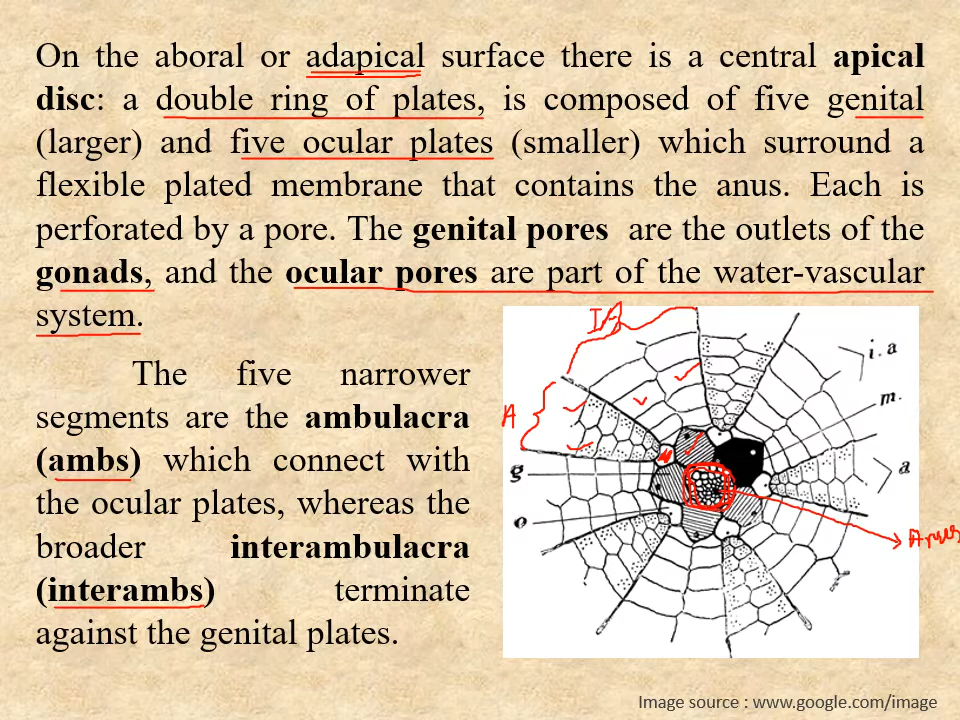 On the aboral or adapical surface there is a central apical
disc: a double ring of plates, is composed of five genital
(larger) and five ocular plates (smaller) which surround a
flexible plated membrane that contains the anus. Each is
perforated by a pore. The genital pores are the outlets of the
gonads, and the ocular pores are part of the water-vascular
system.
The five narrower
segments are the ambulacra
(ambs) which connect with
the ocular plates, whereas the
broader interambulacra
(interambs) terminate
against the genital plates.
IA
i.a
m.
A
a
g
o
Anus
Image source : www.google.com/image